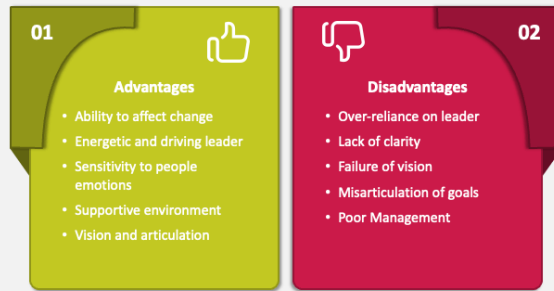 01
Advantages
• Ability to affect change
• Energetic and driving leader
• Sensitivity to people
emotions
• Supportive environment
• Vision and articulation
02
Disadvantages
• Over-reliance on leader
• Lack of clarity
• Failure of vision
• Misarticulation of goals
• Poor Management